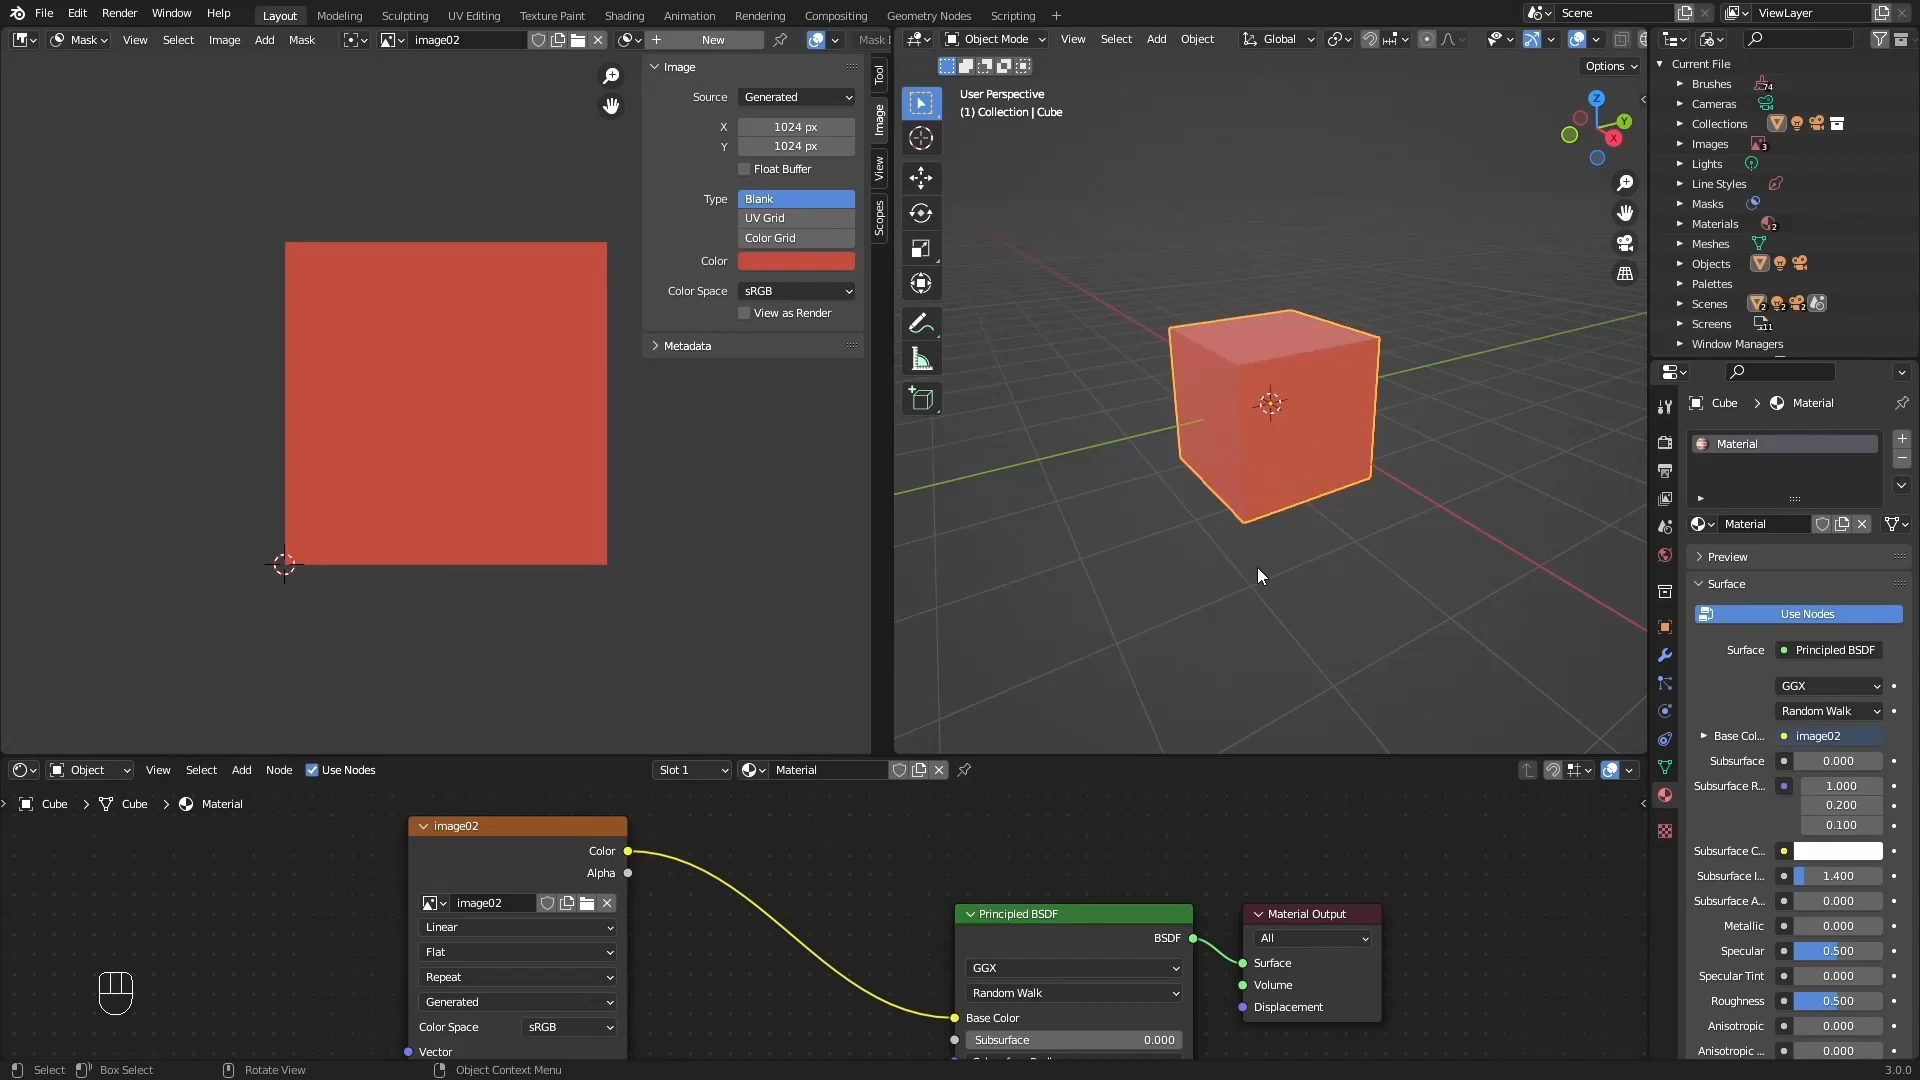 File Edit Render Window Help Layout Modeling Sculpting UV Editing Texture Paint Shading Animation Rendering Compositing Geometry Nodes Scripting + Scene ViewLayer
Mask View Select Image Add Mask image02 New Mask
Image
Source Generated
X 1024 px
Y 1024 px
Float Buffer
Type Blank
UV Grid
Color Grid
Color
Color Space sRGB
View as Render
Metadata
Tool
Image
View
Scopes
Object Mode View Select Add Object Global
Options
User Perspective
(1) Collection | Cube
Z
Y
X
Current File
Brushes 74
Cameras
Collections
Images 3
Lights
Line Styles
Masks
Materials 2
Meshes
Objects
Palettes
Scenes 2 2 2
Screens 11
Window Managers
Cube > Material
Material
Material
Preview
Surface
Use Nodes
Surface Principled BSDF
GGX
Random Walk
Base Col... image02
Subsurface 0.000
Subsurface R... 1.000
0.200
0.100
Subsurface C...
Subsurface I... 1.400
Subsurface A... 0.000
Metallic 0.000
Specular 0.500
Specular Tint 0.000
Roughness 0.500
Anisotropic 0.000
Anisotropic ... 0.000
Object View Select Add Node Use Nodes Slot 1 Material
Cube > Cube > Material
image02
Color
Alpha
image02
Linear
Flat
Repeat
Generated
Color Space sRGB
Vector
Principled BSDF
BSDF
GGX
Random Walk
Base Color
Subsurface 0.000
Material Output
All
Surface
Volume
Displacement
Select Box Select Rotate View Object Context Menu 3.0.0